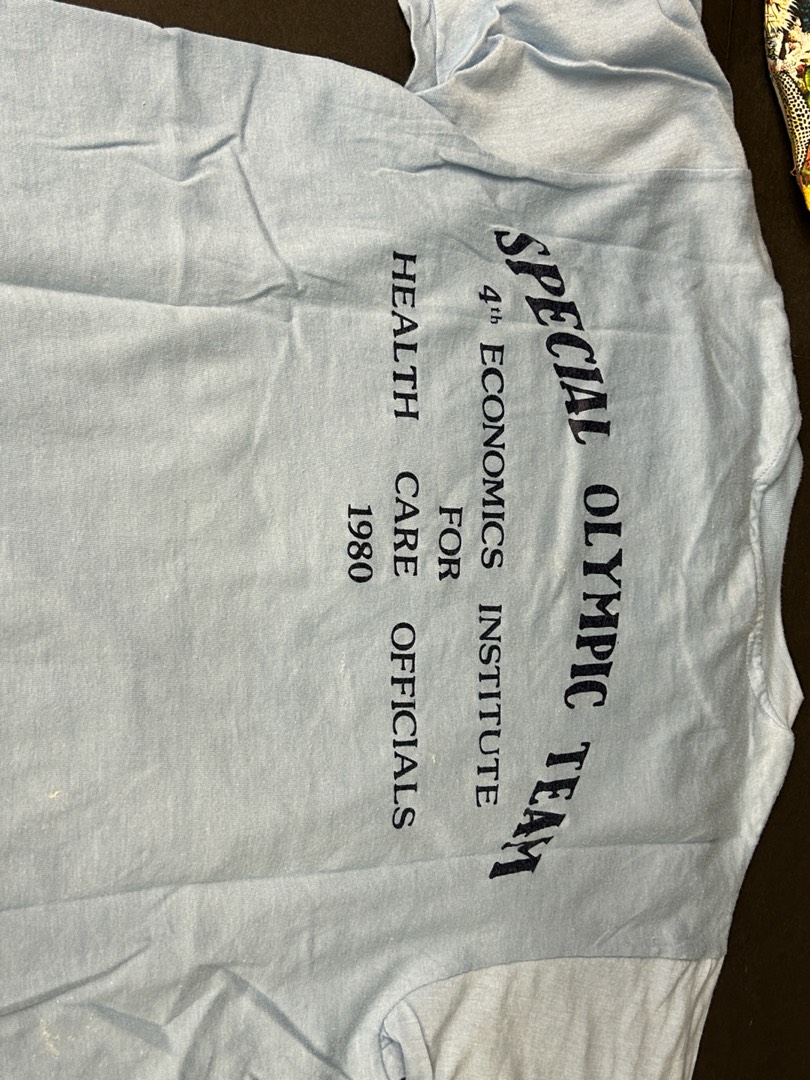 SPECIAL OLYMPIC TEAM
4th ECONOMICS INSTITUTE
FOR
HEALTH CARE OFFICIALS
1980